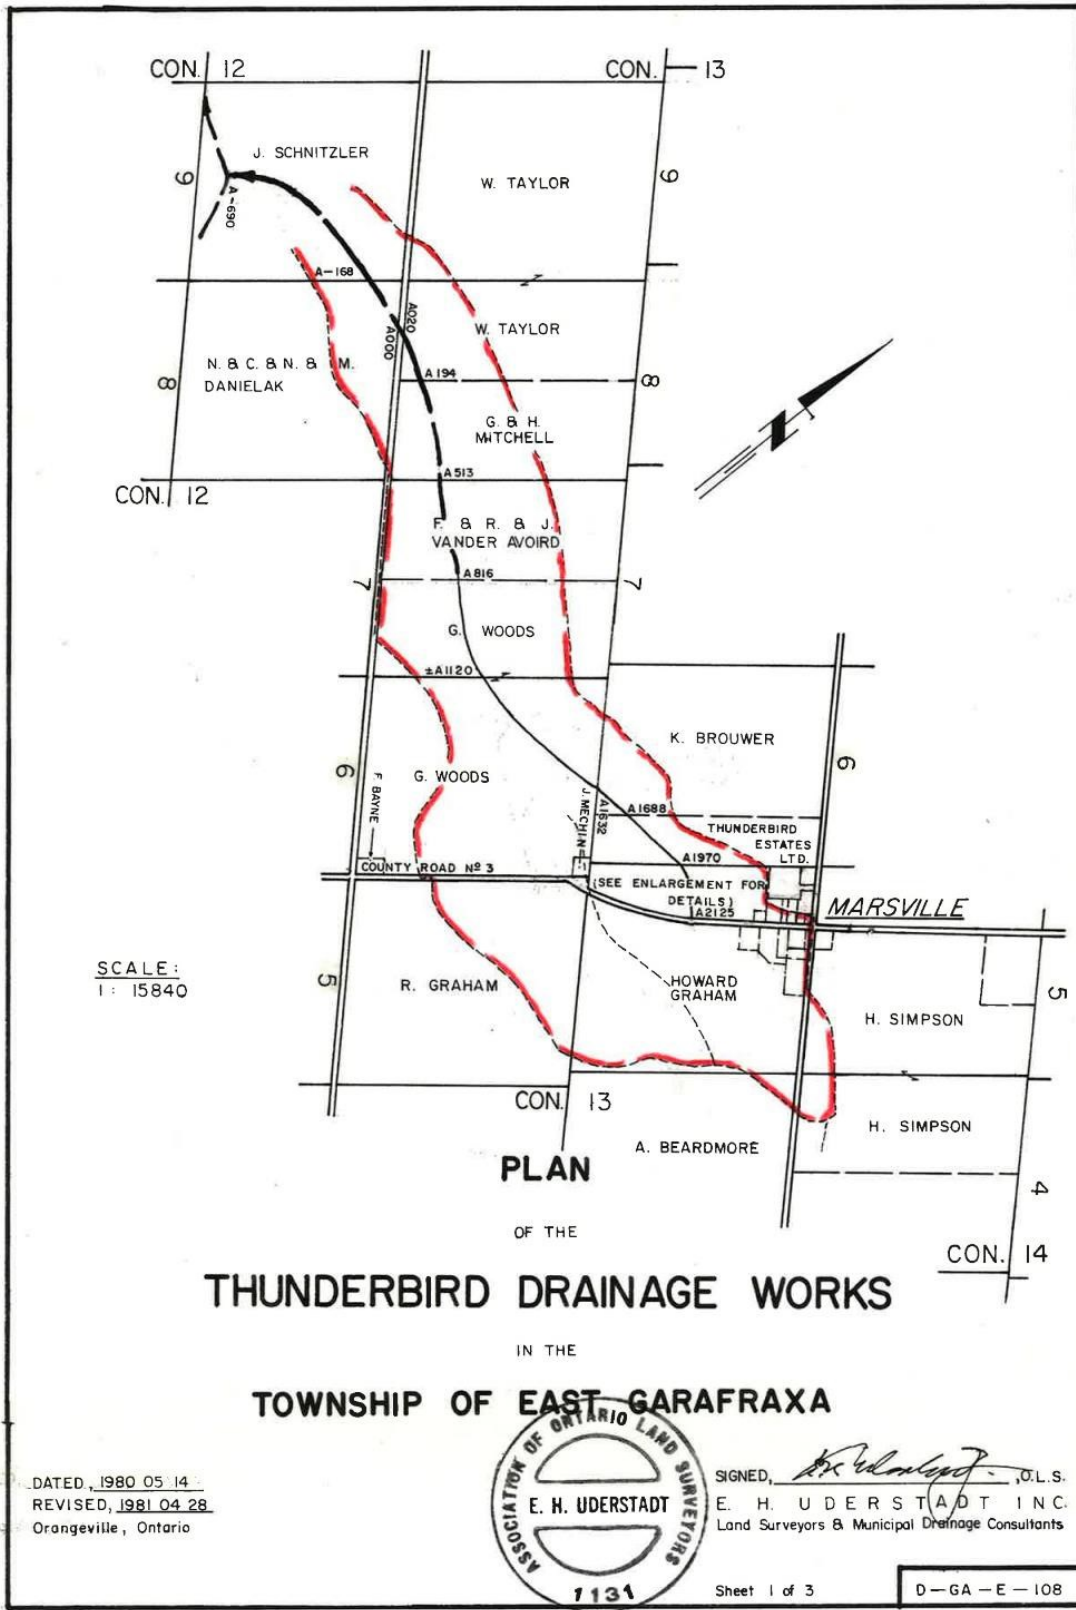 CON. 12
CON. 13
J. SCHNITZLER
W. TAYLOR
9
9
A-690
A-168
A020
A000
W. TAYLOR
N. & C. & N. & M.
DANIELAK
8
A194
8
G. & H.
MITCHELL
A513
CON. 12
F. & R. & J.
VANDER AVOIRD
7
A816
7
G. WOODS
±A1120
K. BROUWER
6
6
G. WOODS
F. BAYNE
J. MECHIN
A1632
A1688
THUNDERBIRD
ESTATES
LTD.
A1970
COUNTY ROAD Nº 3
(SEE ENLARGEMENT FOR
DETAILS)
A2125
MARSVILLE
SCALE:
1: 15840
5
R. GRAHAM
HOWARD
GRAHAM
5
H. SIMPSON
CON. 13
H. SIMPSON
A. BEARDMORE
4
CON. 14
N
PLAN
OF THE
THUNDERBIRD DRAINAGE WORKS
IN THE
TOWNSHIP OF EAST GARAFRAXA
DATED, 1980 05 14
REVISED, 1981 04 28
Orangeville, Ontario
ASSOCIATION OF ONTARIO LAND SURVEYORS
E. H. UDERSTADT
1131
SIGNED, , O.L.S.
E. H. UDERSTADT INC.
Land Surveyors & Municipal Drainage Consultants
Sheet 1 of 3
D-GA-E-108